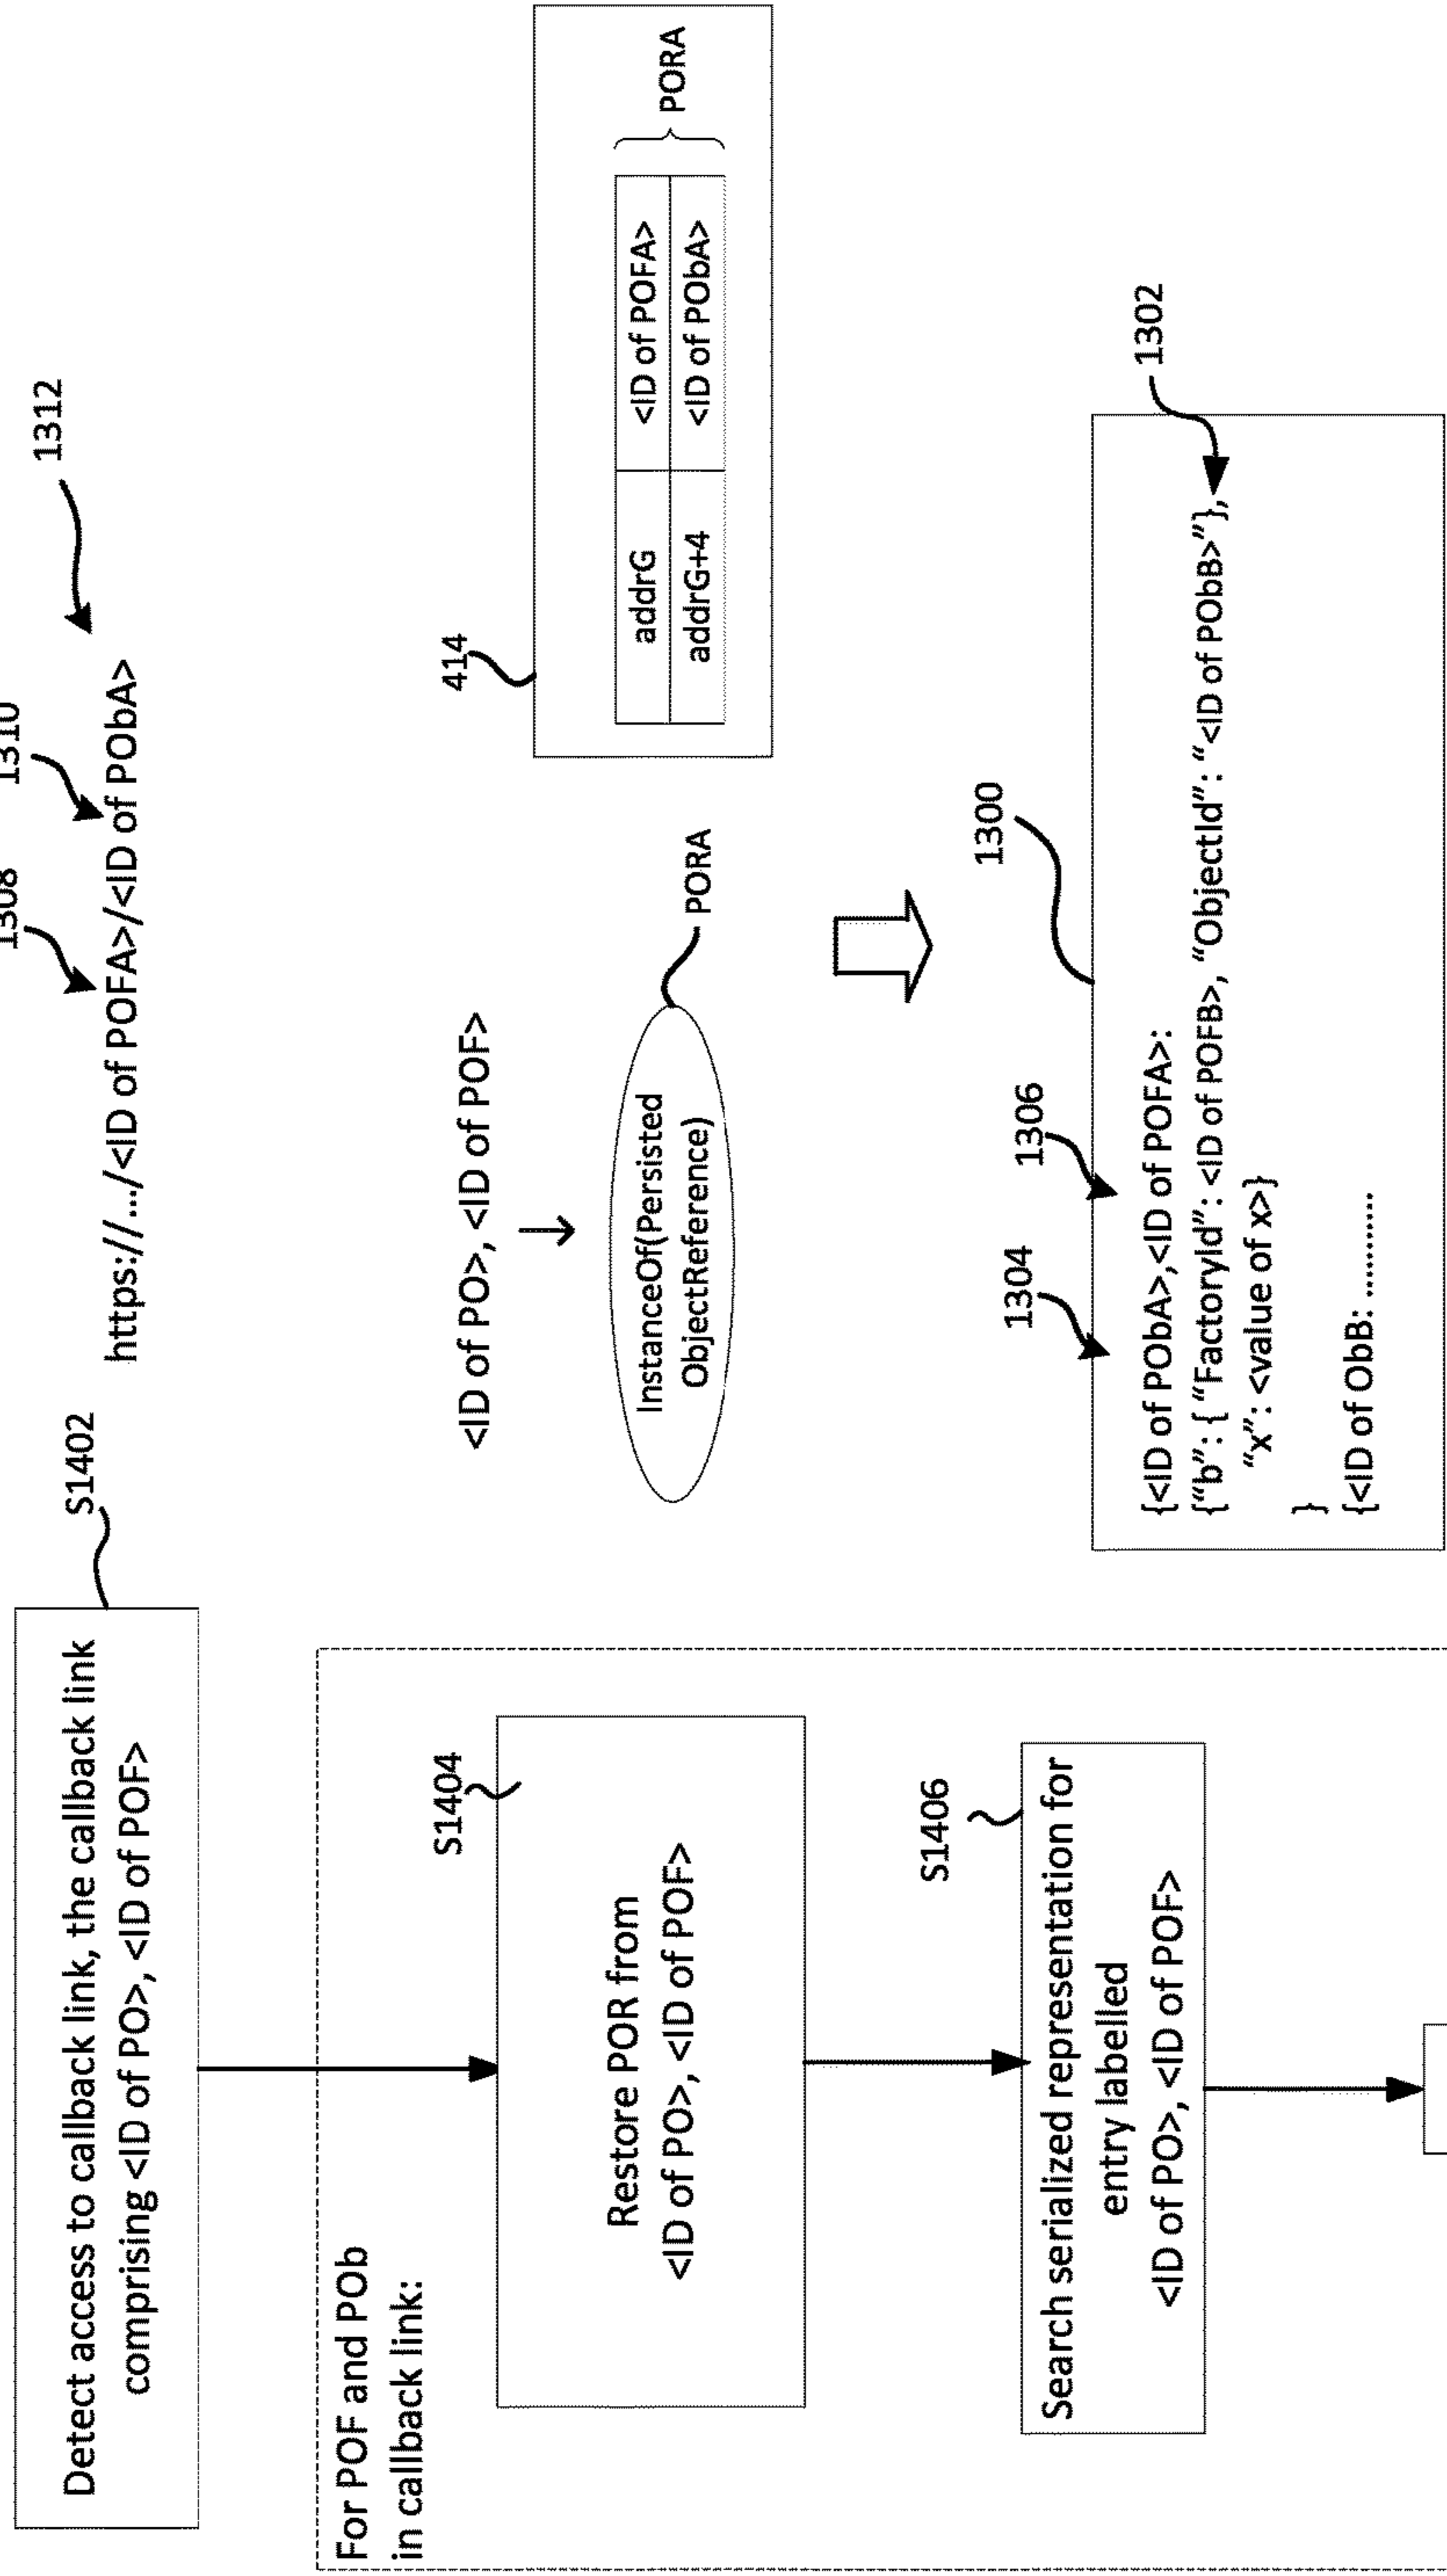 Detect access to callback link, the callback link
comprising <ID of PO>, <ID of POF>
S1402
1308
1310
1312
https://.../<ID of POFA>/<ID of PObA>
For POF and POb
in callback link:
S1404
Restore POR from
<ID of PO>, <ID of POF>
<ID of PO>, <ID of POF>
InstanceOf(Persisted
ObjectReference)
PORA
414
addrG <ID of POFA>
addrG+4 <ID of PObA>
PORA
S1406
Search serialized representation for
entry labelled
<ID of PO>, <ID of POF>
1304
1306
1300
1302
{<ID of PObA>,<ID of POFA>:
{“b”: { “FactoryId”: <ID of POFB>, “ObjectId”: “<ID of PObB>”},
“x”: <value of x>}
}
{<ID of ObB: ...........